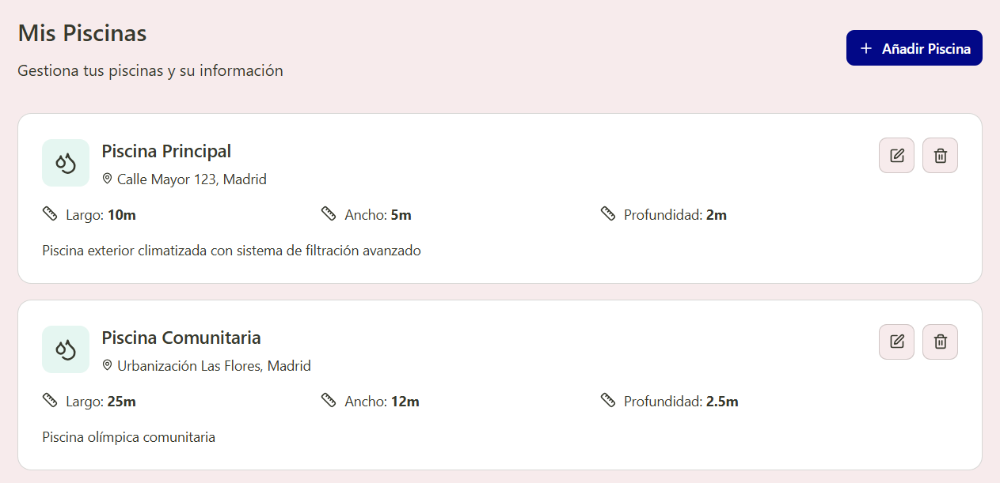 Mis Piscinas
Gestiona tus piscinas y su información
Añadir Piscina
Piscina Principal
Calle Mayor 123, Madrid
Largo: 10m
Ancho: 5m
Profundidad: 2m
Piscina exterior climatizada con sistema de filtración avanzado
Piscina Comunitaria
Urbanización Las Flores, Madrid
Largo: 25m
Ancho: 12m
Profundidad: 2.5m
Piscina olímpica comunitaria